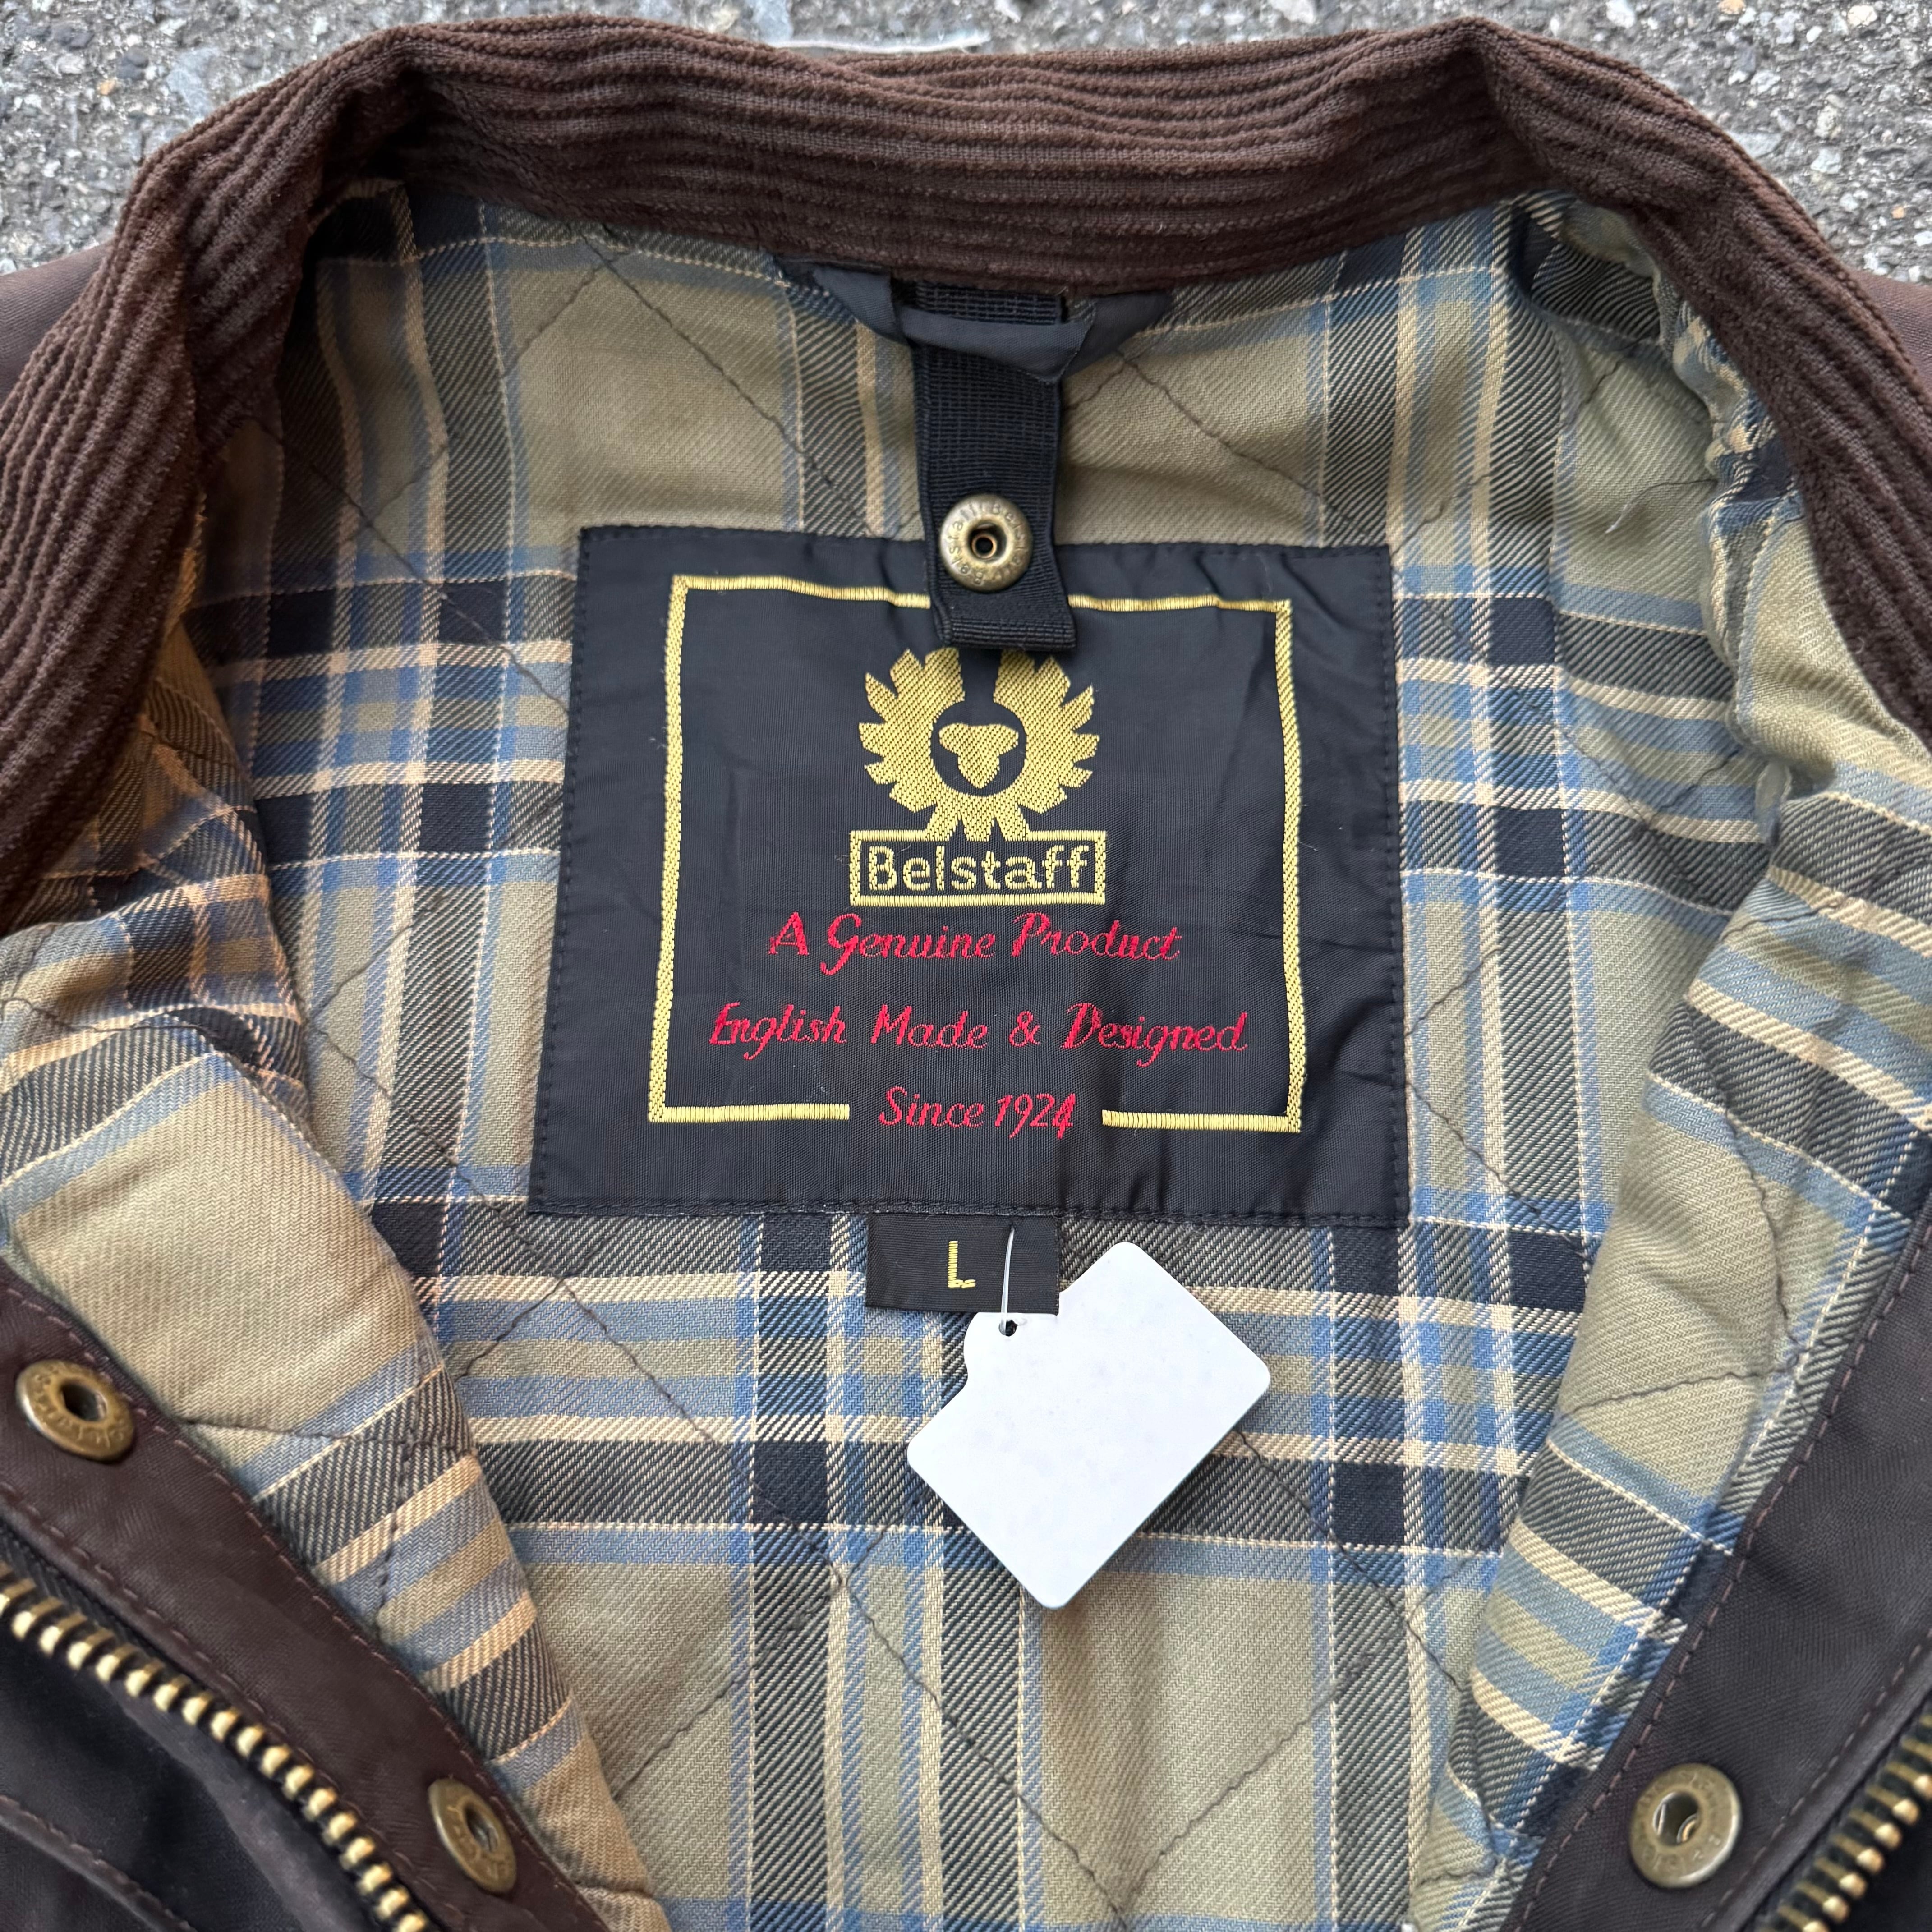 Belstaff
A Genuine Product
English Made & Designed
Since 1924
L